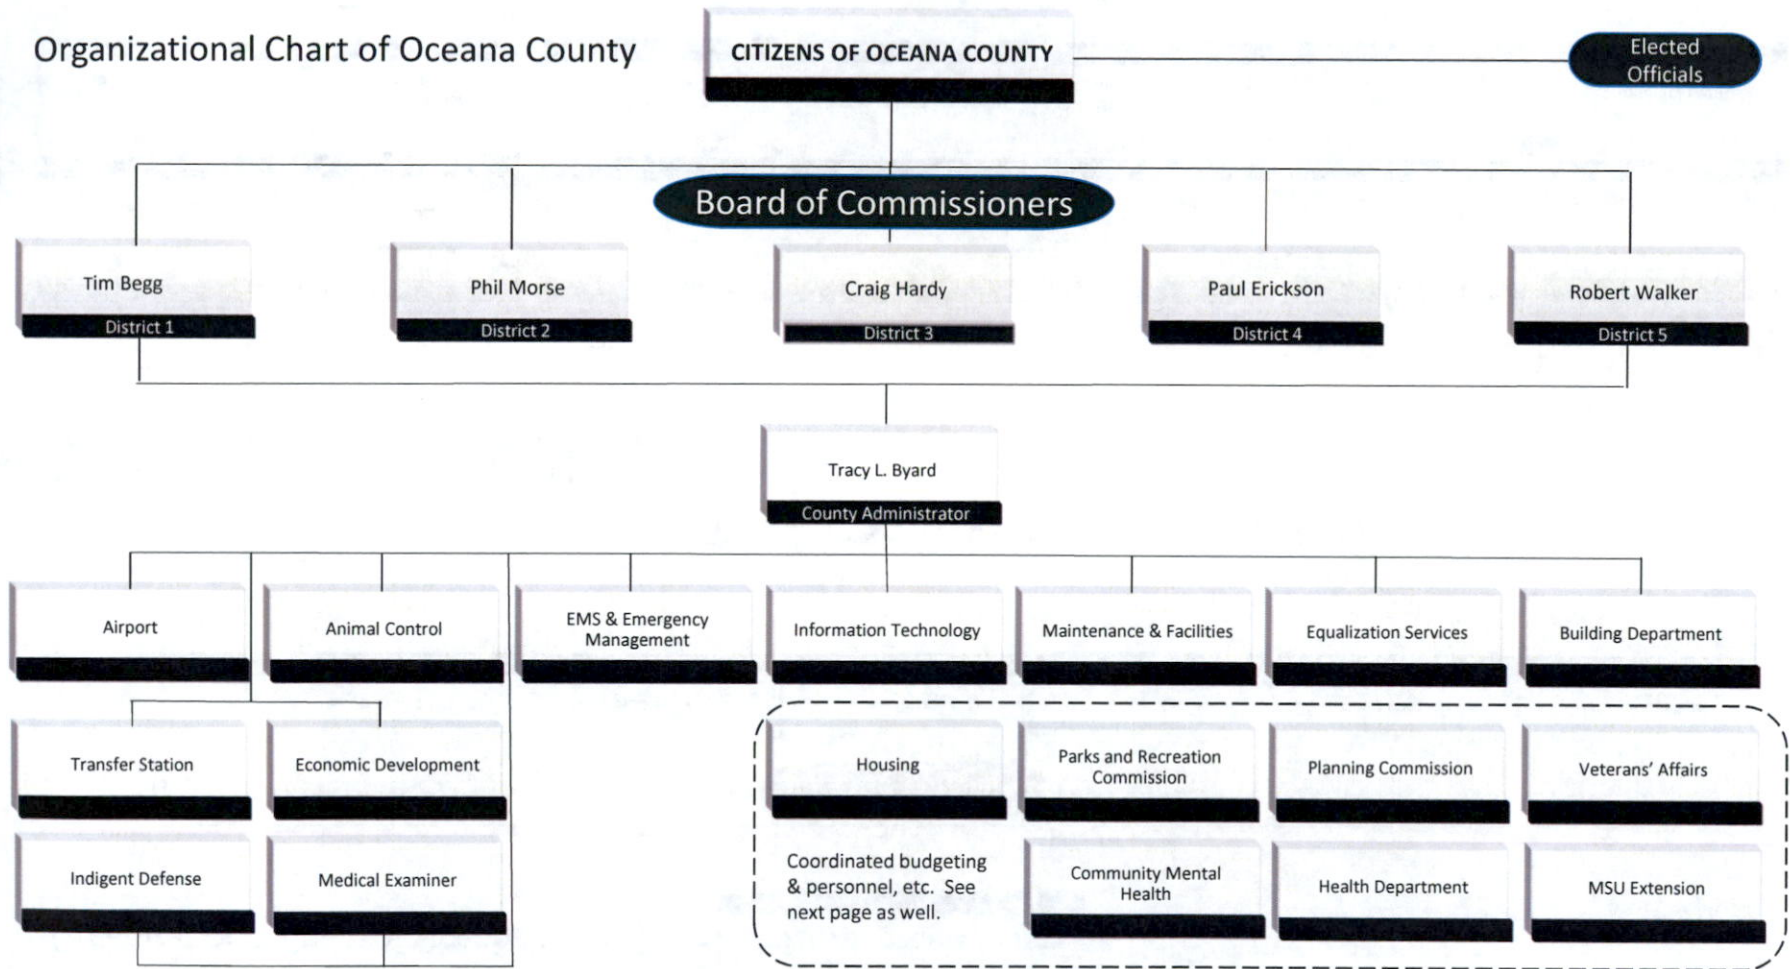 Organizational Chart of Oceana County
CITIZENS OF OCEANA COUNTY
Elected
Officials
Board of Commissioners
Tim Begg
District 1
Phil Morse
District 2
Craig Hardy
District 3
Paul Erickson
District 4
Robert Walker
District 5
Tracy L. Byard
County Administrator
Airport
Animal Control
EMS & Emergency
Management
Information Technology
Maintenance & Facilities
Equalization Services
Building Department
Transfer Station
Economic Development
Housing
Parks and Recreation
Commission
Planning Commission
Veterans' Affairs
Indigent Defense
Medical Examiner
Coordinated budgeting
& personnel, etc. See
next page as well.
Community Mental
Health
Health Department
MSU Extension